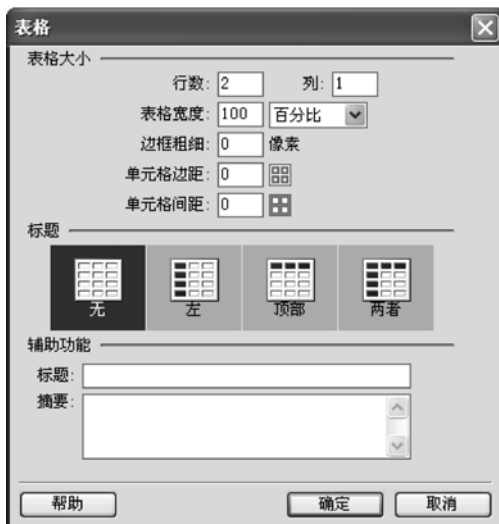 表格
表格大小
行数: 2 列: 1
表格宽度: 100 百分比
边框粗细: 0 像素
单元格边距: 0
单元格间距: 0
标题
无 左 顶部 两者
辅助功能
标题:
摘要:
帮助 确定 取消